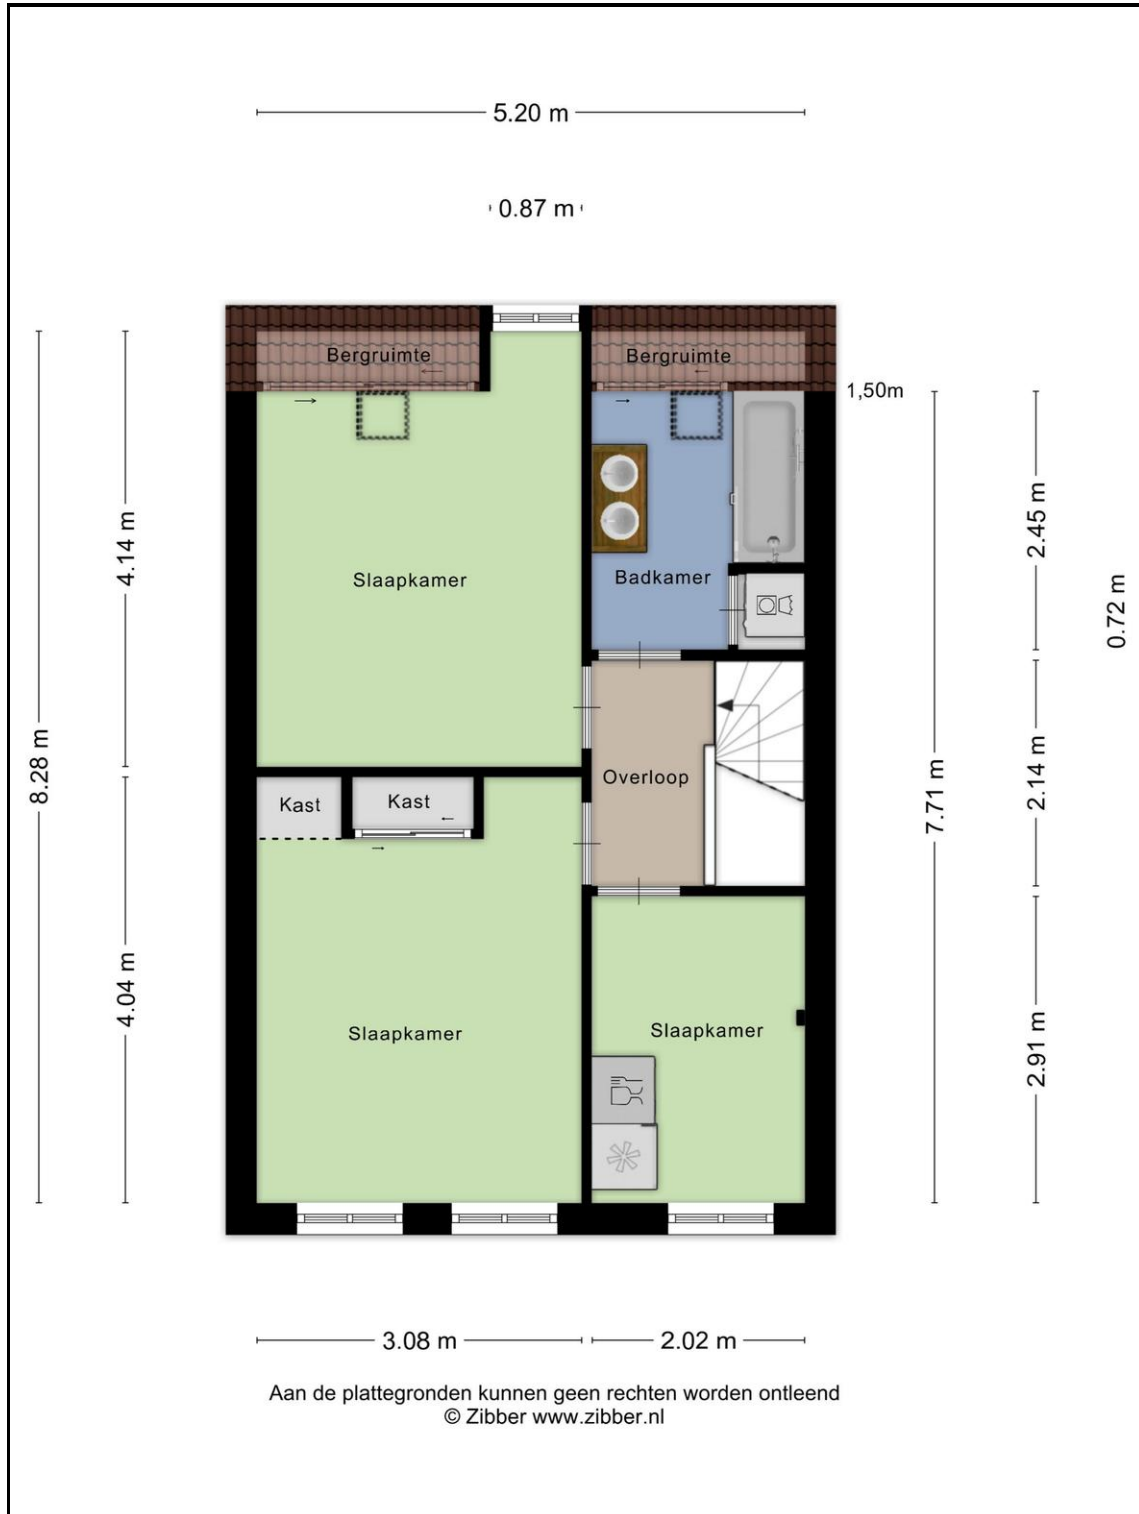 5.20 m
0.87 m
Bergruimte
Bergruimte
1,50m
4.14 m
2.45 m
0.72 m
Slaapkamer
Badkamer
8.28 m
Overloop
7.71 m
2.14 m
Kast
Kast
4.04 m
Slaapkamer
Slaapkamer
2.91 m
3.08 m
2.02 m
Aan de plattegronden kunnen geen rechten worden ontleend
© Zibber www.zibber.nl